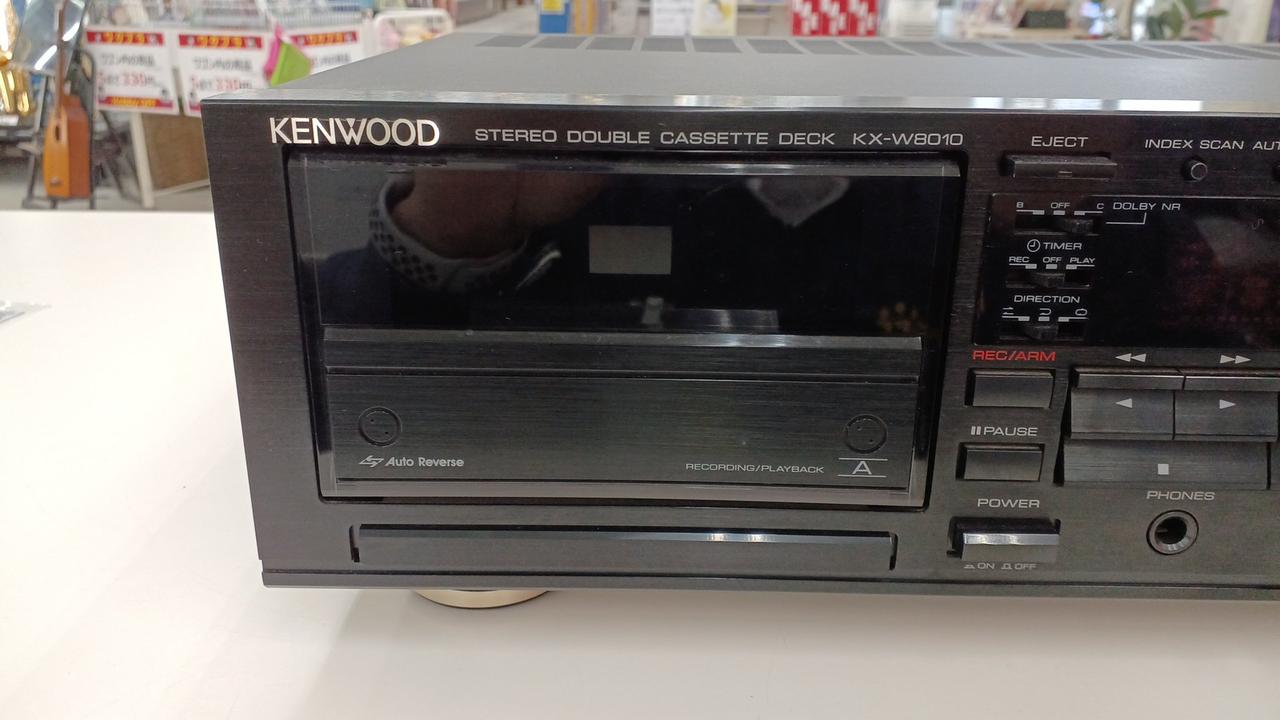 KENWOOD STEREO DOUBLE CASSETTE DECK KX-W8010
EJECT
INDEX SCAN AUT
B OFF C DOLBY NR
TIMER
REC OFF PLAY
DIRECTION
REC/ARM
PAUSE
POWER
ON OFF
PHONES
Auto Reverse
RECORDING/PLAYBACK A